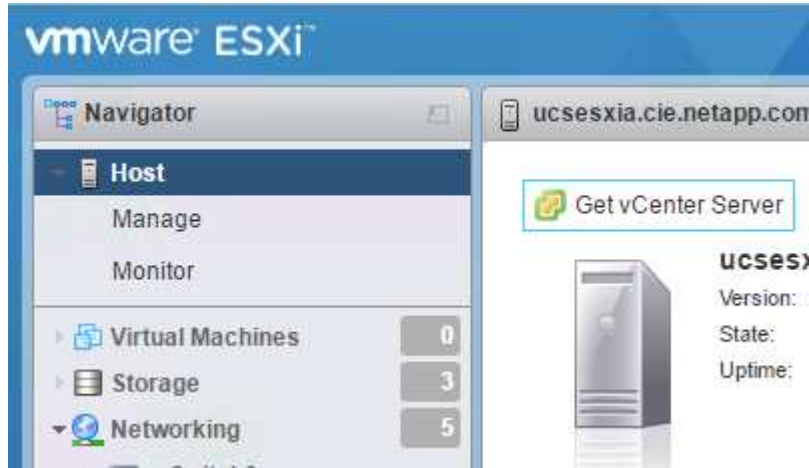 vmware ESXi™
Navigator
ucsesxia.cie.netapp.com
Host
Get vCenter Server
Manage
Monitor
Version:
State:
Uptime:
Virtual Machines 0
Storage 3
Networking 5